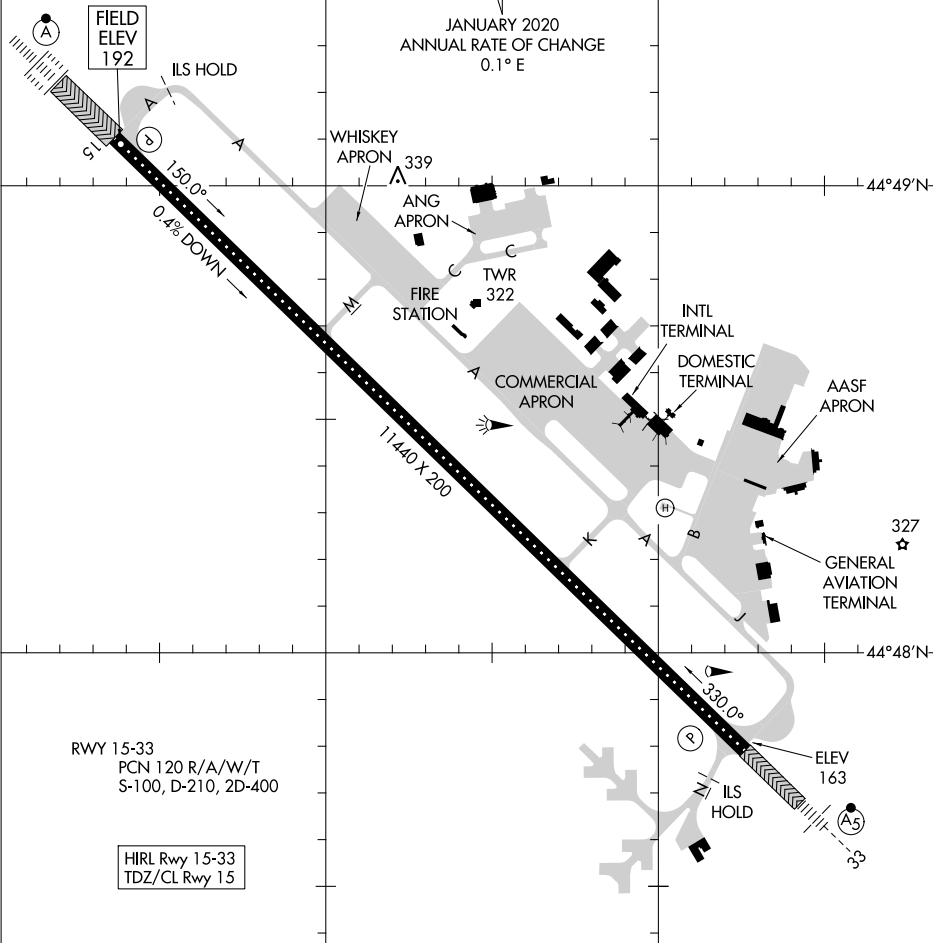 JANUARY 2020
ANNUAL RATE OF CHANGE
0.1° E
A
FIELD
ELEV
192
ILS HOLD
A
A
P
15
150.0°
0.4% DOWN
WHISKEY
APRON
339
44°49'N
ANG
APRON
C
C
TWR
322
FIRE
STATION
M
INTL
TERMINAL
DOMESTIC
TERMINAL
A
COMMERCIAL
APRON
AASF
APRON
11440 X 200
H
K
A
B
327
GENERAL
AVIATION
TERMINAL
J
44°48'N
330.0°
P
ELEV
163
N
ILS
HOLD
A5
33
RWY 15-33
PCN 120 R/A/W/T
S-100, D-210, 2D-400
HIRL Rwy 15-33
TDZ/CL Rwy 15